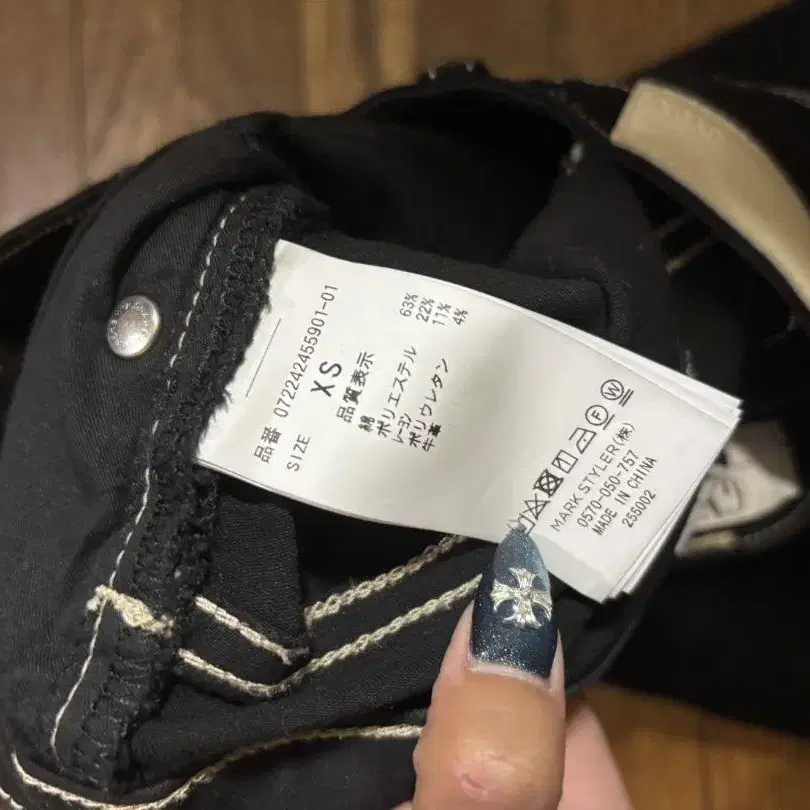 品番 072242455901-01
SIZE XS
品質表示
綿 63%
ポリエステル 22%
レーヨン 11%
ポリウレタン 4%
牛革
MARK STYLER(株)
0570-050-757
MADE IN CHINA
255002